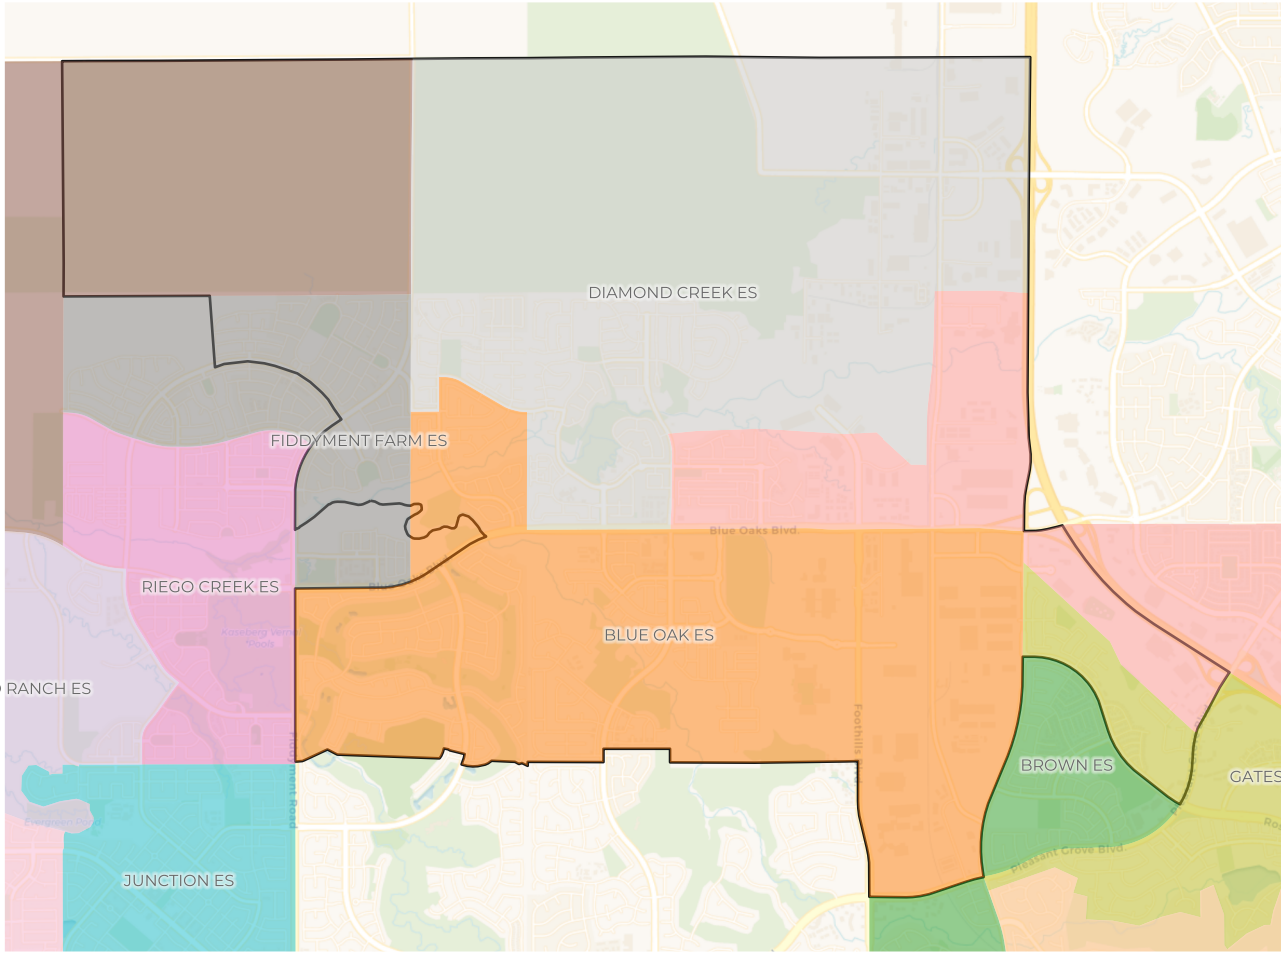 DIAMOND CREEK ES
FIDDYMENT FARM ES
Blue Oaks Blvd.
RIEGO CREEK ES
BLUE OAK ES
RANCH ES
Foothills
Fiddyment Road
BROWN ES
GATES
Pleasant Grove Blvd.
JUNCTION ES